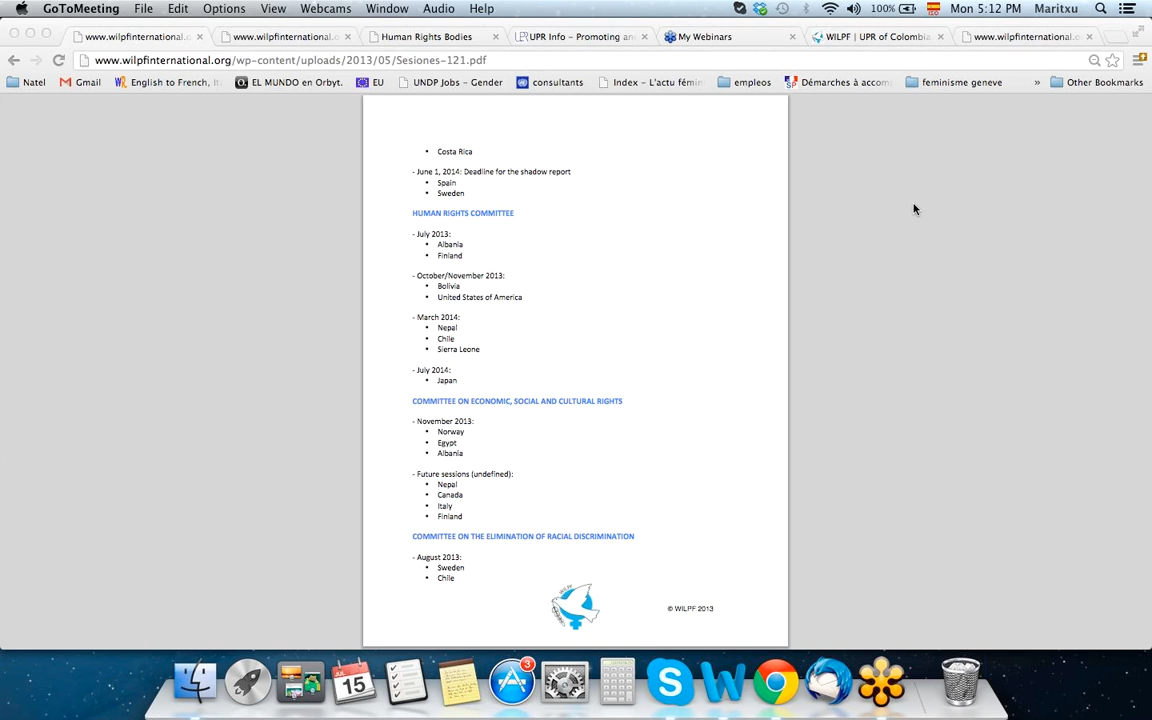 GoToMeeting File Edit Options View Webcams Window Audio Help 100% Mon 5:12 PM Maritxu
www.wilpfinternational.o www.wilpfinternational.o Human Rights Bodies UPR Info – Promoting an My Webinars WILPF | UPR of Colombia www.wilpfinternational.o
www.wilpfinternational.org/wp-content/uploads/2013/05/Sesiones-121.pdf
Natel Gmail English to French, It EL MUNDO en Orbyt. EU UNDP Jobs – Gender consultants Index – L'actu fémin empleos Démarches à accom feminisme geneve » Other Bookmarks
• Costa Rica
- June 1, 2014: Deadline for the shadow report
• Spain
• Sweden
HUMAN RIGHTS COMMITTEE
- July 2013:
• Albania
• Finland
- October/November 2013:
• Bolivia
• United States of America
- March 2014:
• Nepal
• Chile
• Sierra Leone
- July 2014:
• Japan
COMMITTEE ON ECONOMIC, SOCIAL AND CULTURAL RIGHTS
- November 2013:
• Norway
• Egypt
• Albania
- Future sessions (undefined):
• Nepal
• Canada
• Italy
• Finland
COMMITTEE ON THE ELIMINATION OF RACIAL DISCRIMINATION
- August 2013:
• Sweden
• Chile
© WILPF 2013
WILPF
JUL
15
3